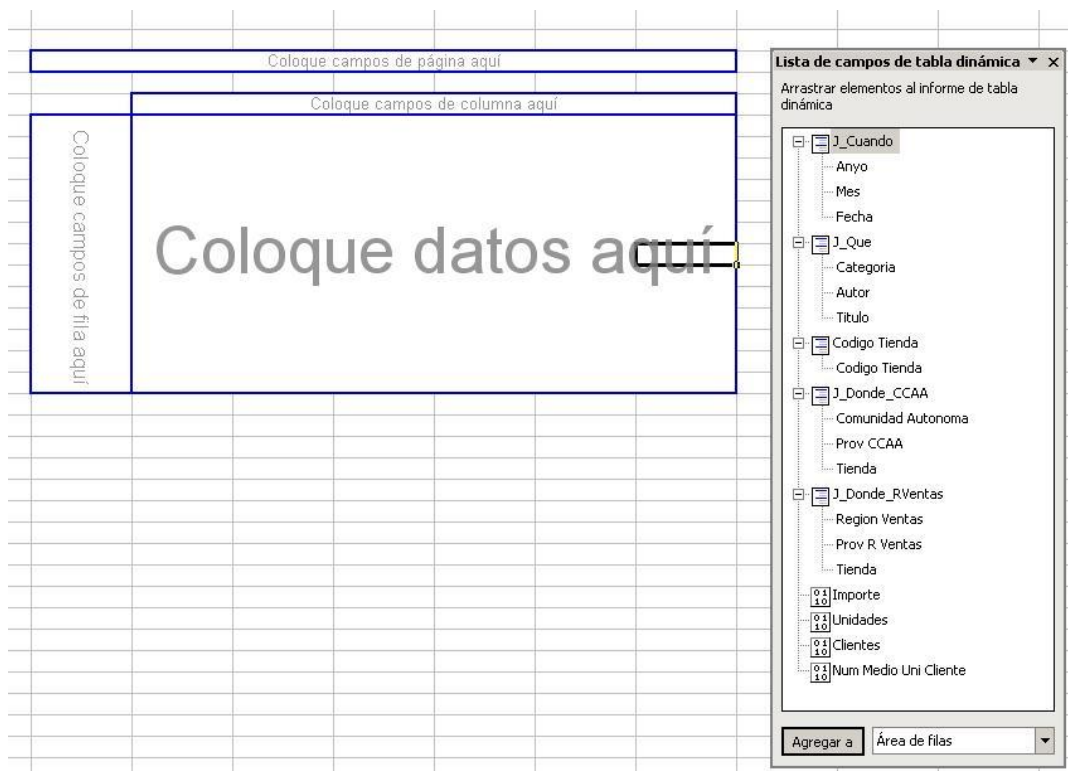 Coloque campos de página aquí
Coloque campos de columna aquí
Coloque campos de fila aquí
Coloque datos aquí
Lista de campos de tabla dinámica
Arrastrar elementos al informe de tabla
dinámica
J_Cuando
Anyo
Mes
Fecha
J_Que
Categoria
Autor
Titulo
Codigo Tienda
Codigo Tienda
J_Donde_CCAA
Comunidad Autonoma
Prov CCAA
Tienda
J_Donde_RVentas
Region Ventas
Prov R Ventas
Tienda
Importe
Unidades
Clientes
Num Medio Uni Cliente
Agregar a
Área de filas